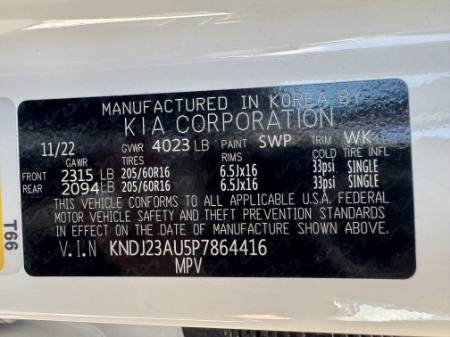 MANUFACTURED IN KOREA BY
KIA CORPORATION
11/22 GVWR 4023 LB PAINT SWP TRIM WK
GAWR TIRES RIMS COLD TIRE INFL
FRONT 2315 LB 205/60R16 6.5Jx16 33psi SINGLE
REAR 2094 LB 205/60R16 6.5Jx16 33psi SINGLE
THIS VEHICLE CONFORMS TO ALL APPLICABLE U.S.A. FEDERAL
MOTOR VEHICLE SAFETY AND THEFT PREVENTION STANDARDS
IN EFFECT ON THE DATE OF MANUFACTURE SHOWN ABOVE.
V.I.N KNDJ23AU5P7864416
MPV
T66